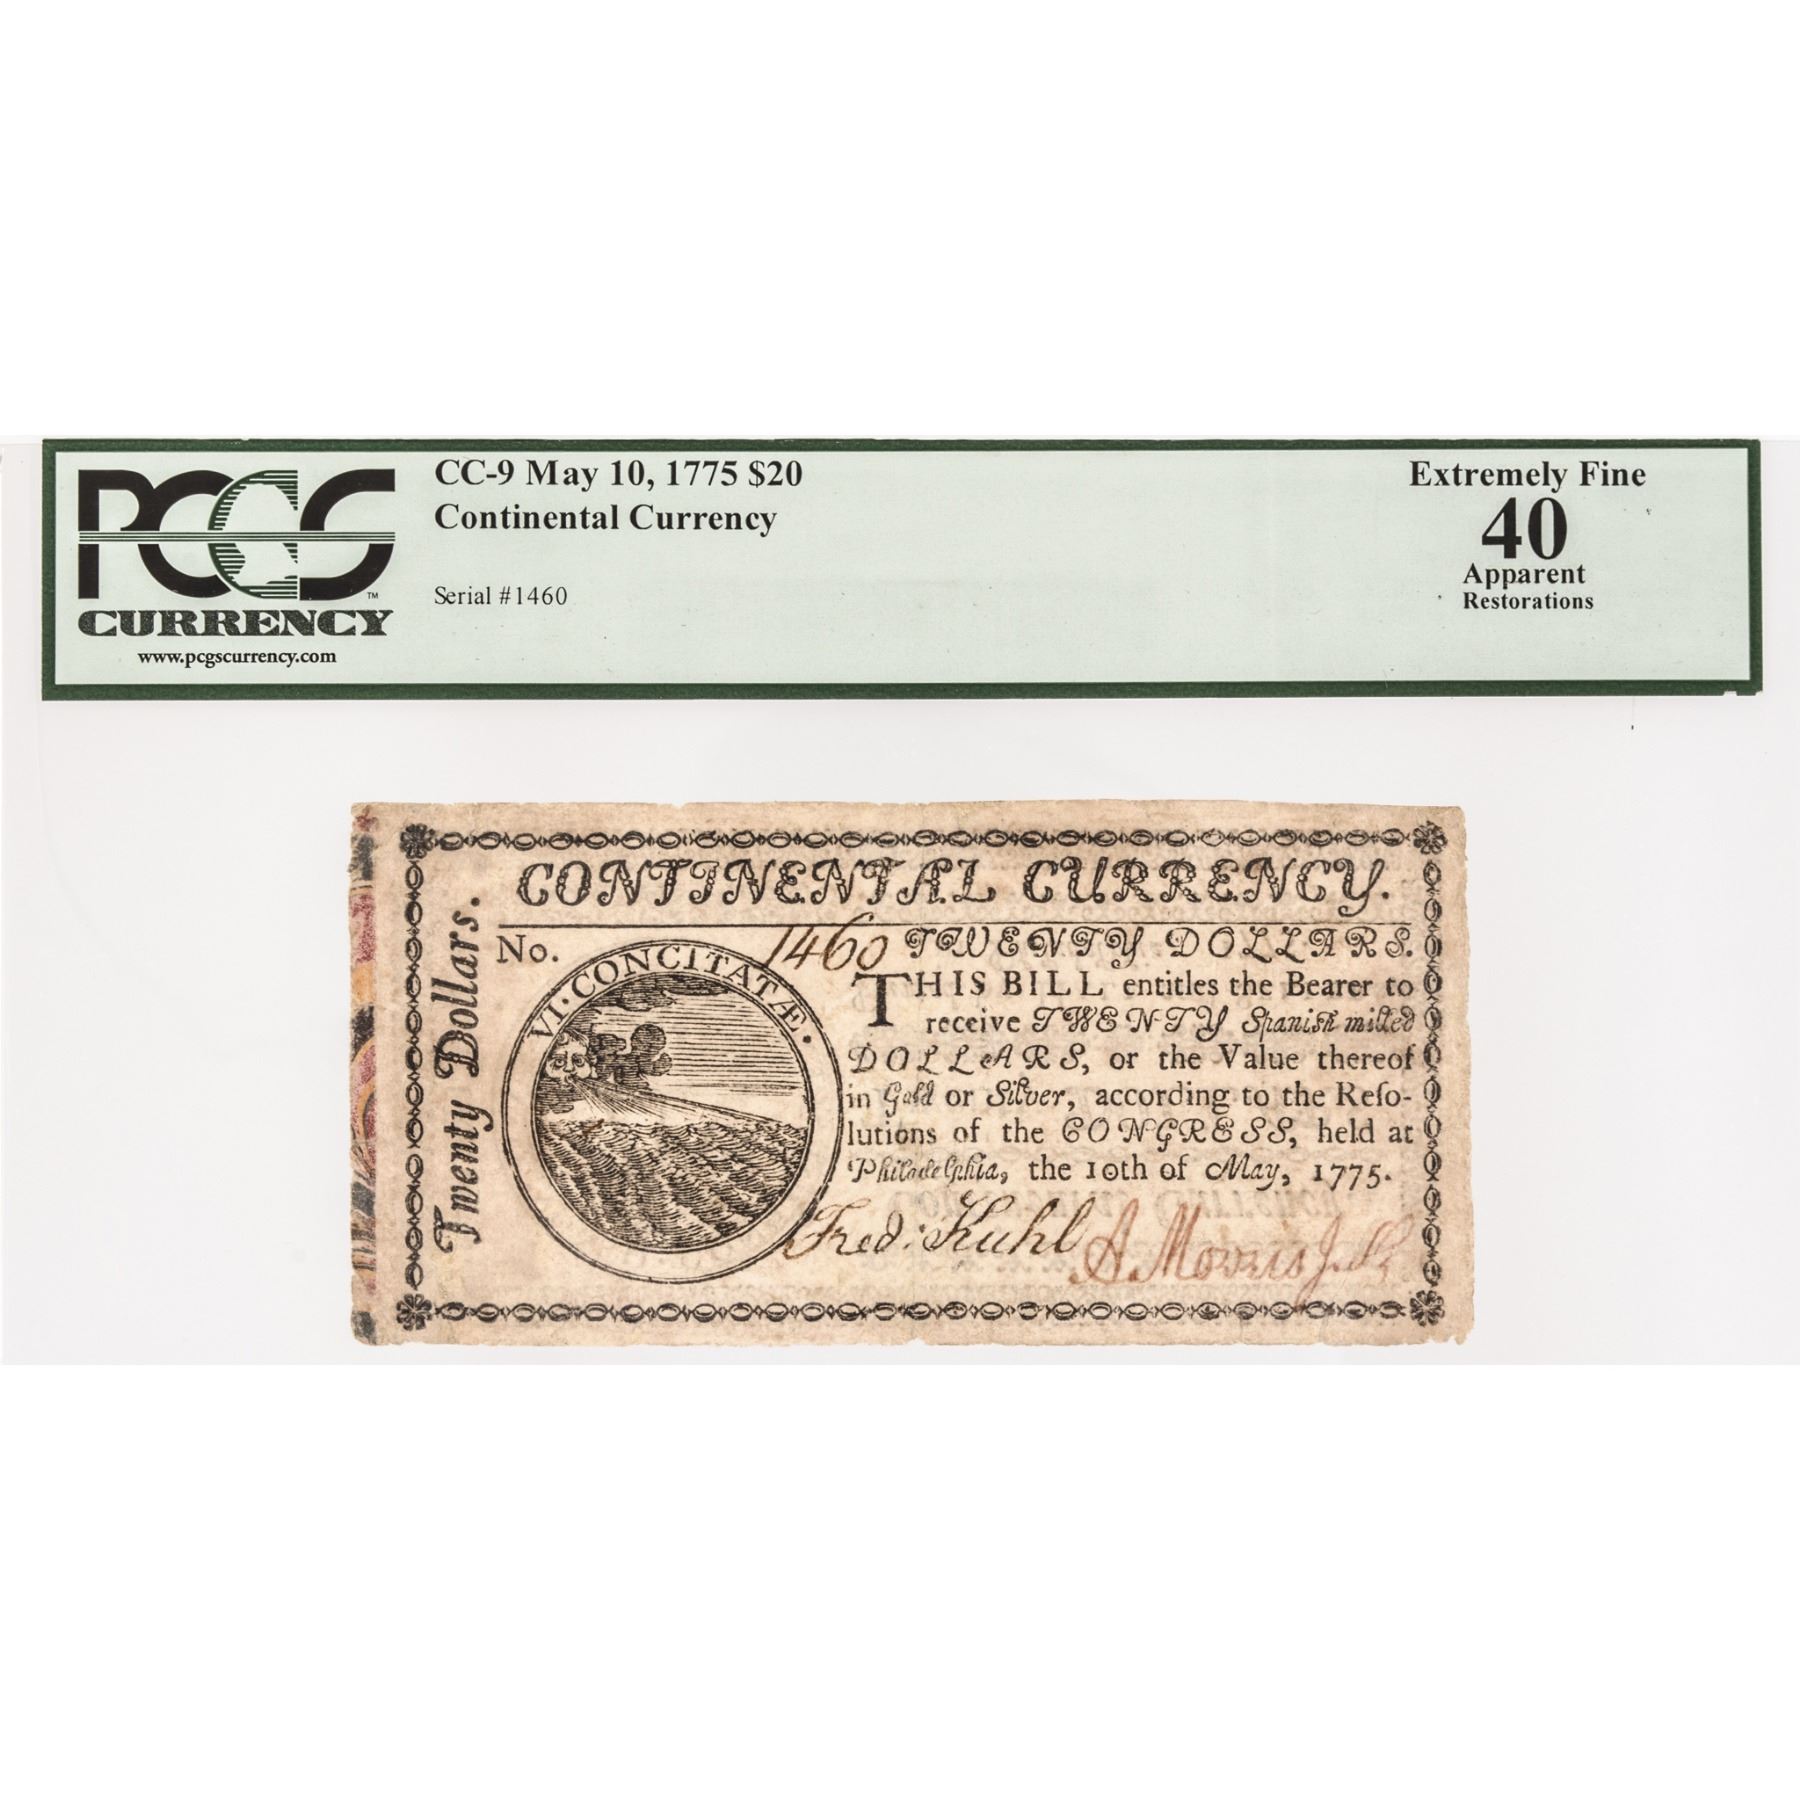 PCGS™
CURRENCY
www.pcgscurrency.com
CC-9 May 10, 1775 $20
Continental Currency
Serial #1460
Extremely Fine
40
Apparent
Restorations
Twenty Dollars.
CONTINENTAL CURRENCY.
No. 1460 TWENTY DOLLARS.
VI·CONCITATÆ.
THIS BILL entitles the Bearer to
receive TWENTY Spanish milled
DOLLARS, or the Value thereof
in Gold or Silver, according to the Reſo-
lutions of the CONGRESS, held at
Philadelphia, the 10th of May, 1775.
Fred: Kuhl A. Morris Jr